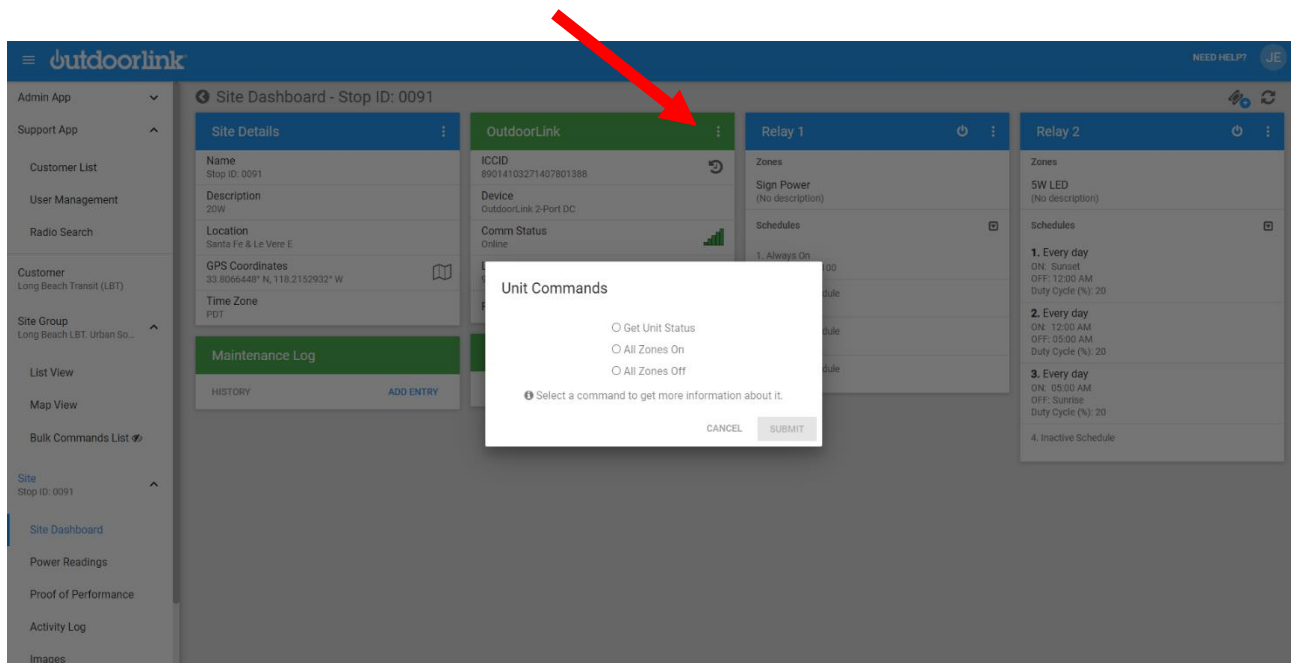 outdoorlink
NEED HELP?
JE
Admin App
Support App
Customer List
User Management
Radio Search
Customer
Long Beach Transit (LBT)
Site Group
Long Beach LBT. Urban So...
List View
Map View
Bulk Commands List
Site
Stop ID: 0091
Site Dashboard
Power Readings
Proof of Performance
Activity Log
Images
Site Dashboard - Stop ID: 0091
Site Details
Name
Stop ID: 0091
Description
20W
Location
Santa Fe & Le Vere E
GPS Coordinates
33.8066448° N, 118.2152932° W
Time Zone
PDT
Maintenance Log
HISTORY
ADD ENTRY
OutdoorLink
ICCID
89014103271407801388
Device
OutdoorLink 2-Port DC
Comm Status
Online
Unit Commands
Get Unit Status
All Zones On
All Zones Off
Select a command to get more information about it.
CANCEL
SUBMIT
Relay 1
Zones
Sign Power
(No description)
Schedules
1. Always On
Relay 2
Zones
5W LED
(No description)
Schedules
1. Every day
ON: Sunset
OFF: 12:00 AM
Duty Cycle (%): 20
2. Every day
ON: 12:00 AM
OFF: 05:00 AM
Duty Cycle (%): 20
3. Every day
ON: 05:00 AM
OFF: Sunrise
Duty Cycle (%): 20
4. Inactive Schedule